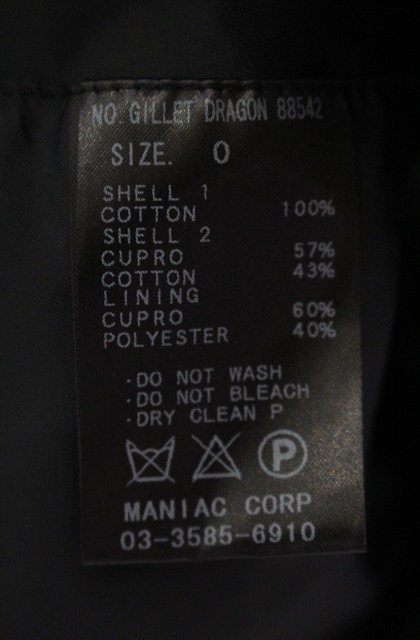 NO. GILLET DRAGON 88542
SIZE. 0
SHELL 1
COTTON 100%
SHELL 2
CUPRO 57%
COTTON 43%
LINING
CUPRO 60%
POLYESTER 40%
·DO NOT WASH
·DO NOT BLEACH
·DRY CLEAN P
P
MANIAC CORP
03-3585-6910